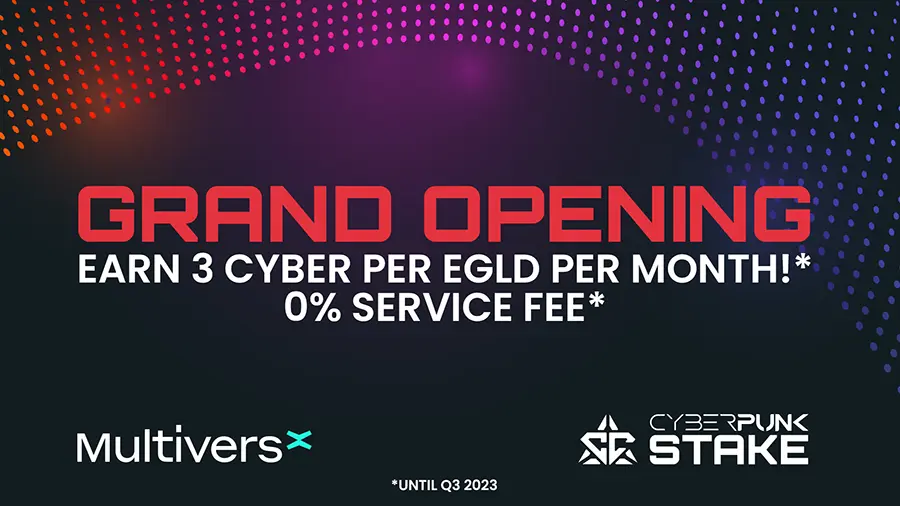 GRAND OPENING
EARN 3 CYBER PER EGLD PER MONTH!*
0% SERVICE FEE*
MultiversX
CYBERPUNK
STAKE
*UNTIL Q3 2023